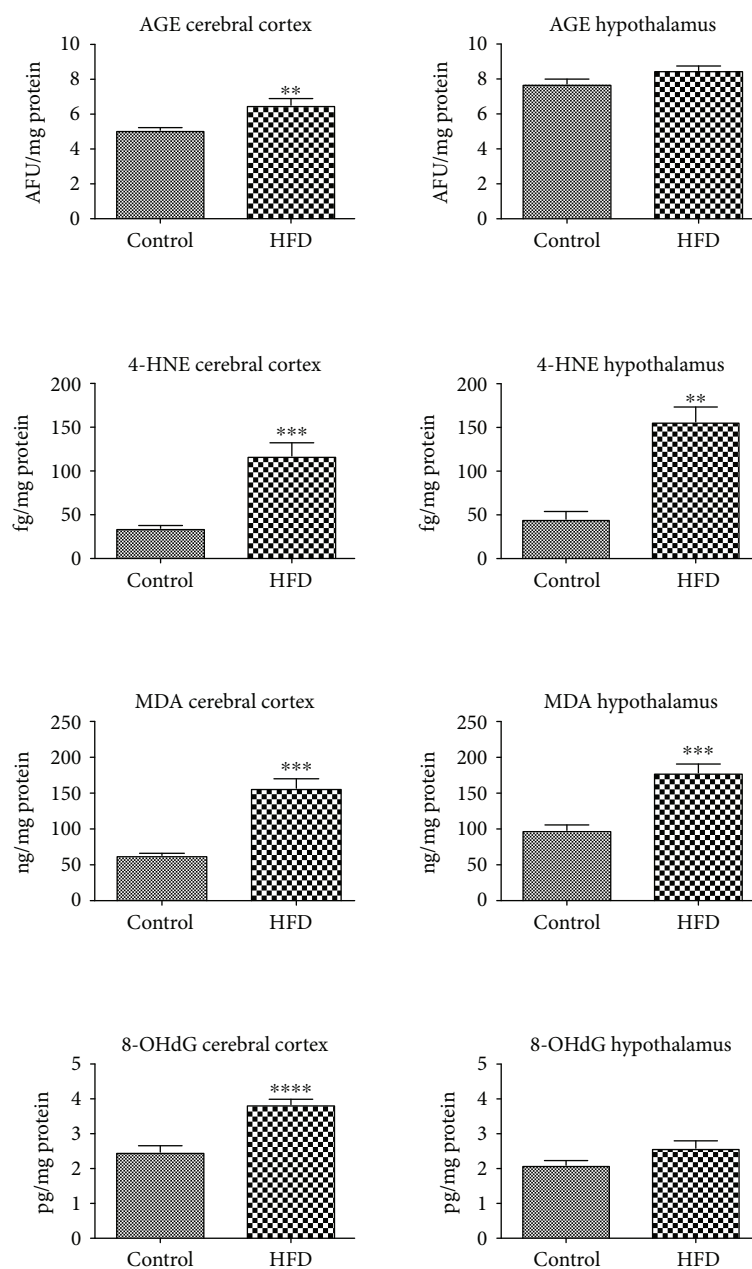 AGE cerebral cortex
10
8
6
4
2
0
AFU/mg protein
**
Control HFD
AGE hypothalamus
10
8
6
4
2
0
AFU/mg protein
Control HFD
4-HNE cerebral cortex
200
150
100
50
0
fg/mg protein
***
Control HFD
4-HNE hypothalamus
200
150
100
50
0
fg/mg protein
**
Control HFD
MDA cerebral cortex
250
200
150
100
50
0
ng/mg protein
***
Control HFD
MDA hypothalamus
250
200
150
100
50
0
ng/mg protein
***
Control HFD
8-OHdG cerebral cortex
5
4
3
2
1
0
pg/mg protein
****
Control HFD
8-OHdG hypothalamus
5
4
3
2
1
0
pg/mg protein
Control HFD